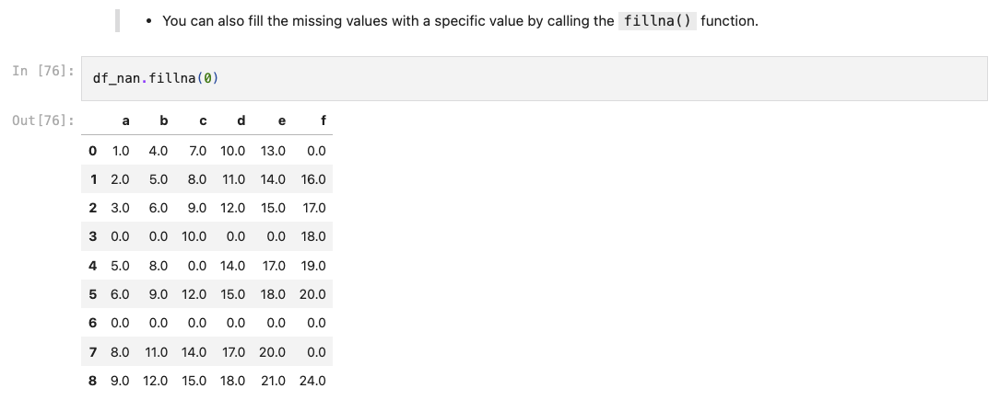 • You can also fill the missing values with a specific value by calling the fillna() function.
In [76]: df_nan.fillna(0)
Out[76]: a b c d e f
0 1.0 4.0 7.0 10.0 13.0 0.0
1 2.0 5.0 8.0 11.0 14.0 16.0
2 3.0 6.0 9.0 12.0 15.0 17.0
3 0.0 0.0 10.0 0.0 0.0 18.0
4 5.0 8.0 0.0 14.0 17.0 19.0
5 6.0 9.0 12.0 15.0 18.0 20.0
6 0.0 0.0 0.0 0.0 0.0 0.0
7 8.0 11.0 14.0 17.0 20.0 0.0
8 9.0 12.0 15.0 18.0 21.0 24.0